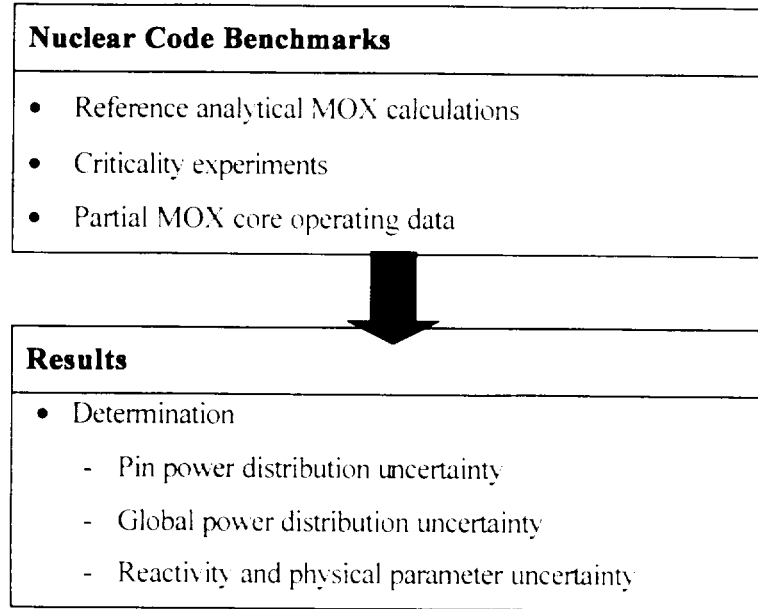 Nuclear Code Benchmarks
• Reference analytical MOX calculations
• Criticality experiments
• Partial MOX core operating data
Results
• Determination
- Pin power distribution uncertainty
- Global power distribution uncertainty
- Reactivity and physical parameter uncertainty